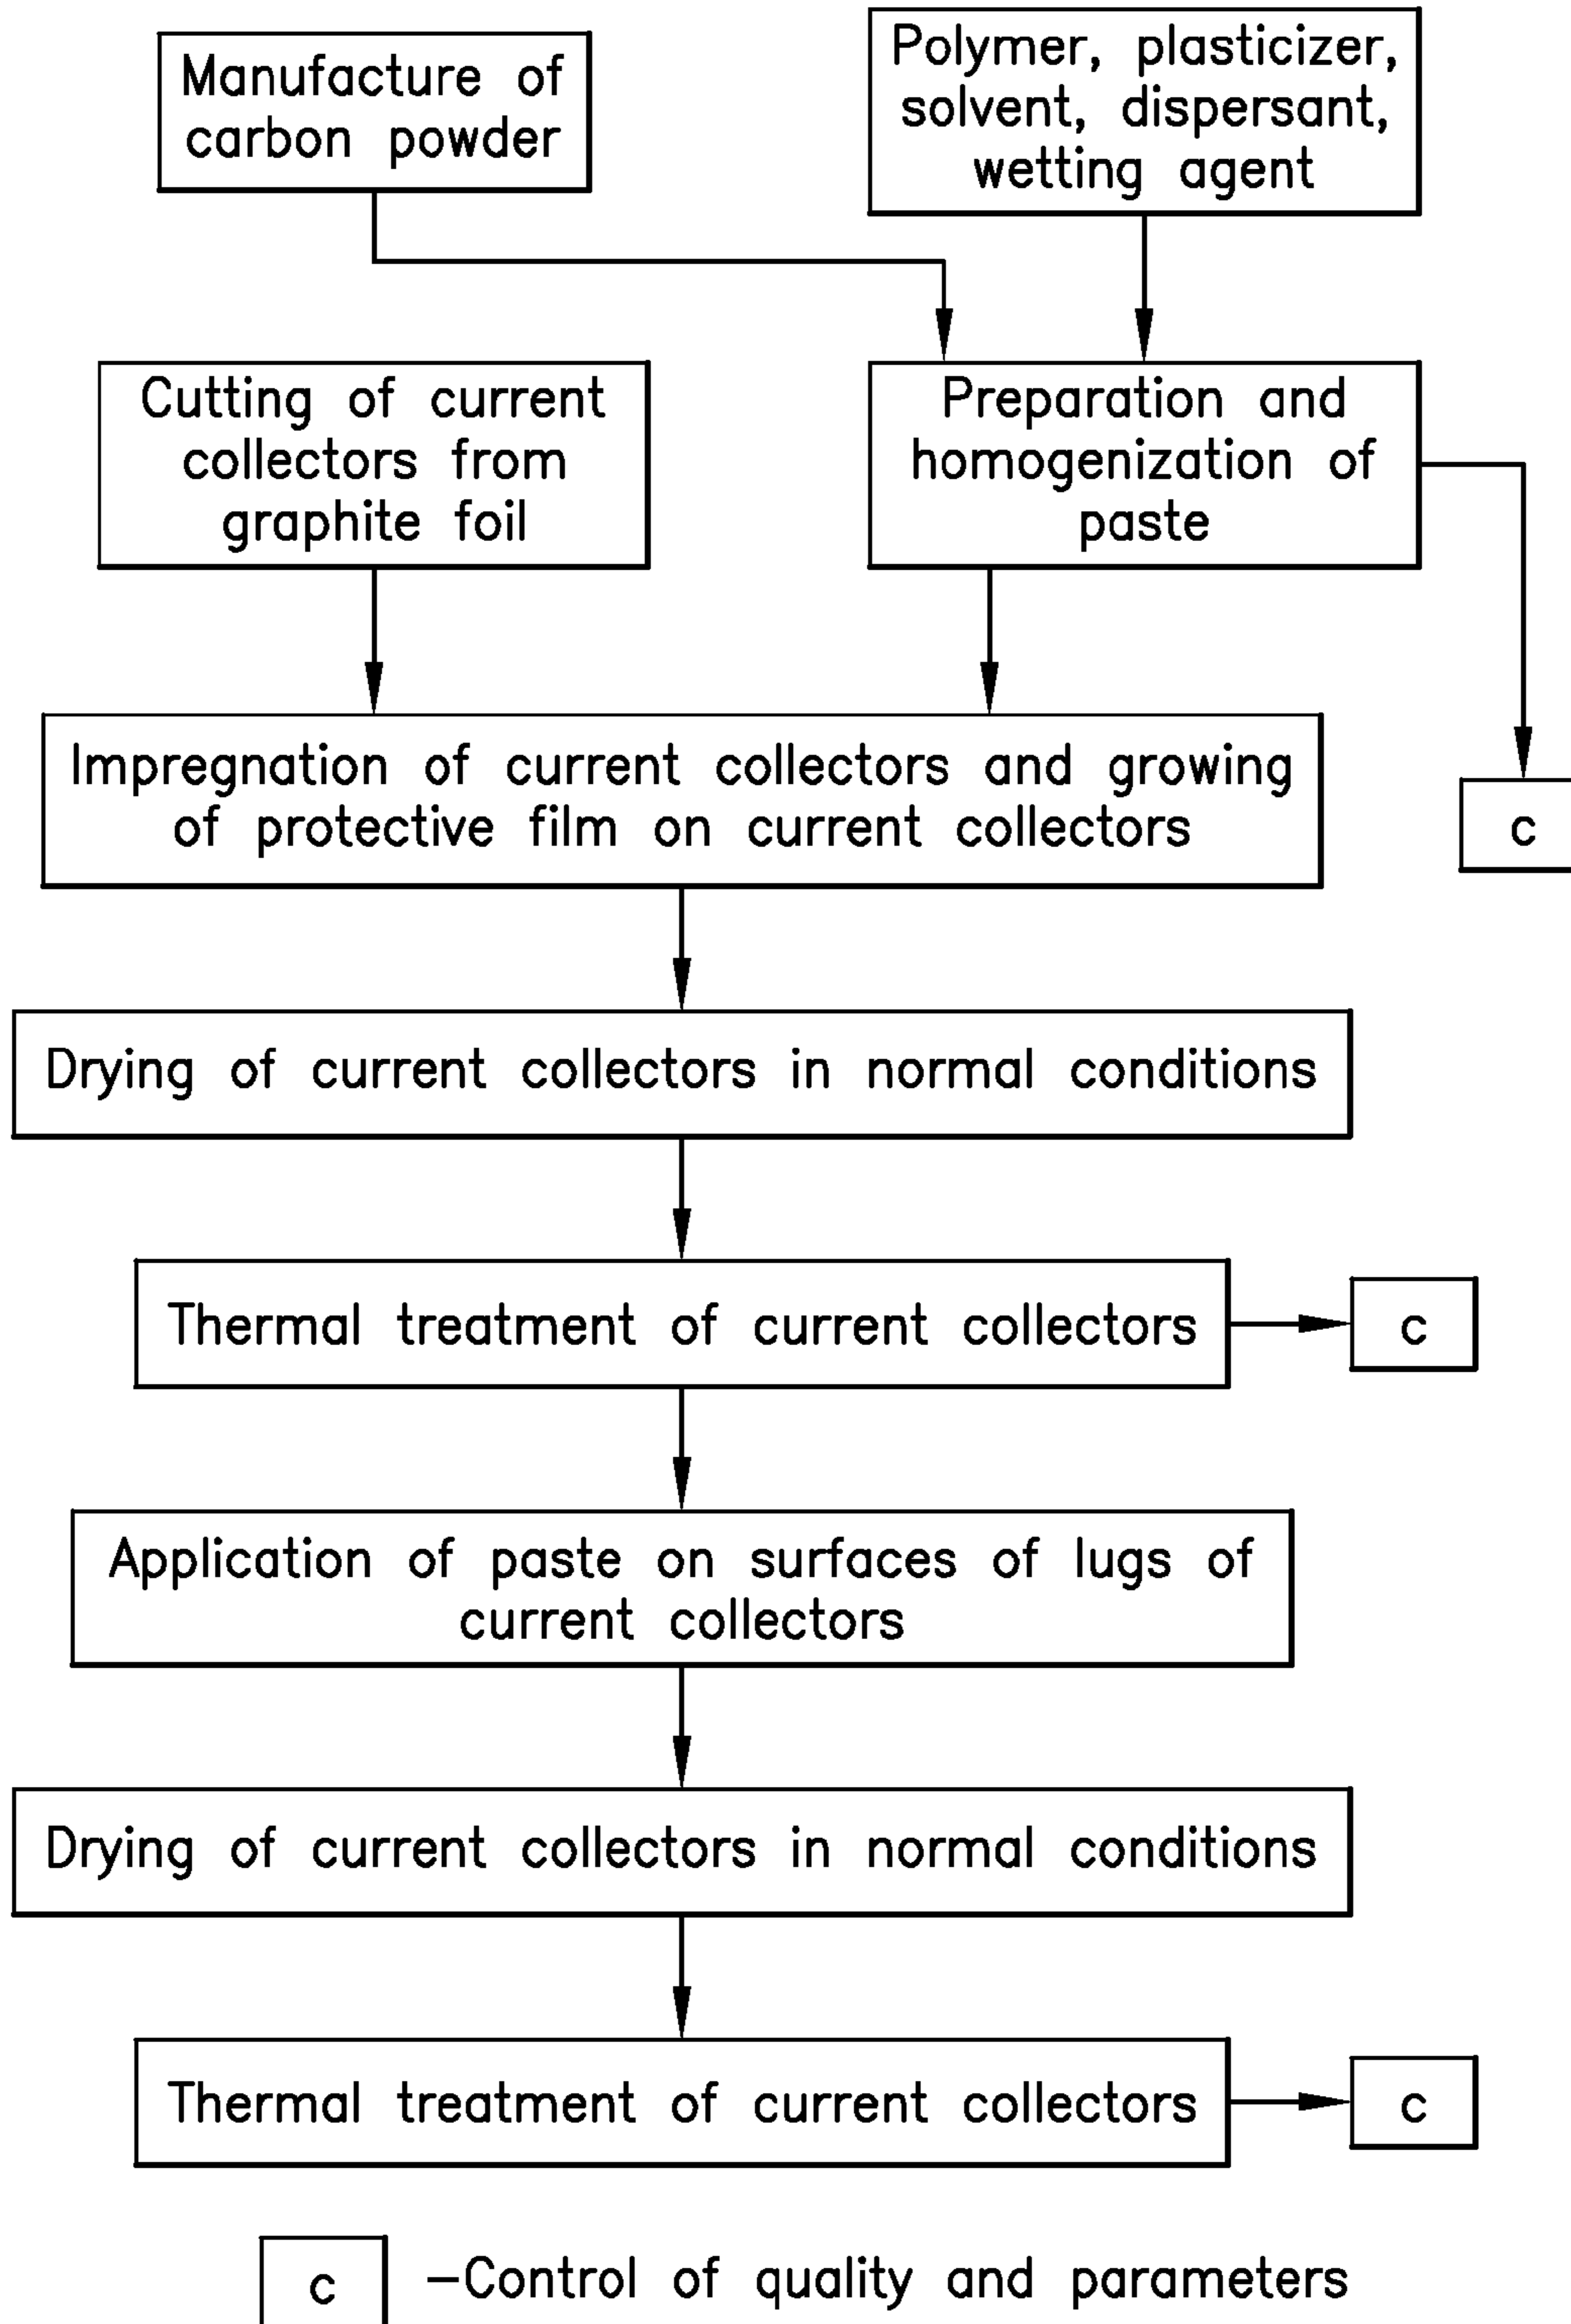 Manufacture of
carbon powder
Polymer, plasticizer,
solvent, dispersant,
wetting agent
Cutting of current
collectors from
graphite foil
Preparation and
homogenization of
paste
Impregnation of current collectors and growing
of protective film on current collectors
c
Drying of current collectors in normal conditions
Thermal treatment of current collectors
c
Application of paste on surfaces of lugs of
current collectors
Drying of current collectors in normal conditions
Thermal treatment of current collectors
c
c -Control of quality and parameters